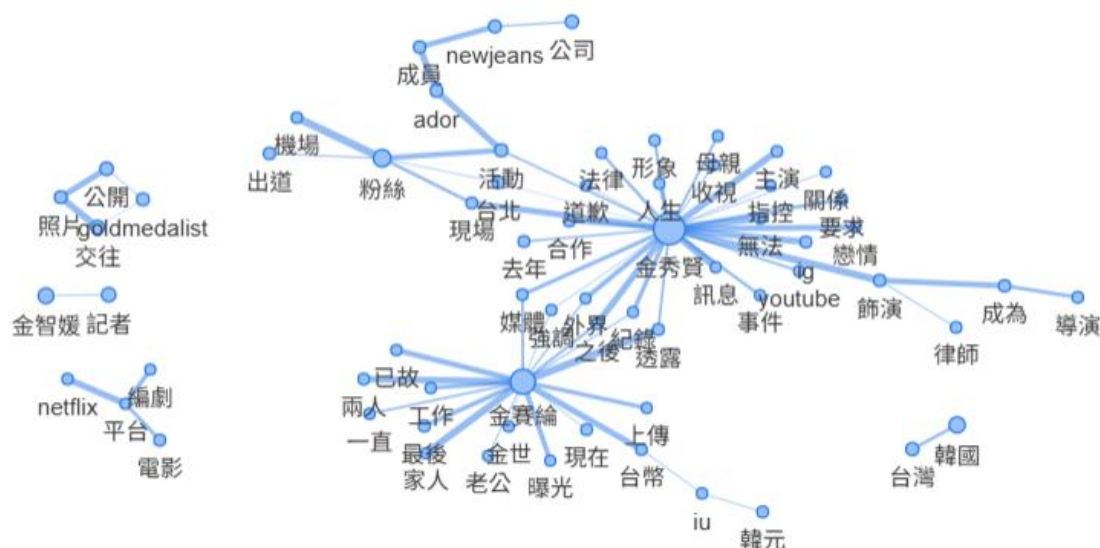 newjeans
公司
成員
ador
機場
出道
粉絲
活動
台北
現場
法律
形象
母親
收視
主演
關係
道歉
人生
指控
要求
公開
照片
goldmedalist
交往
去年
合作
金秀賢
無法
戀情
訊息
ig
youtube
飾演
成為
導演
事件
律師
金智媛
記者
媒體
強調
外界
之後
紀錄
透露
netflix
編劇
平台
電影
已故
兩人
工作
金賽綸
上傳
一直
最後
金世
現在
家人
老公
曝光
台幣
台灣
韓國
iu
韓元